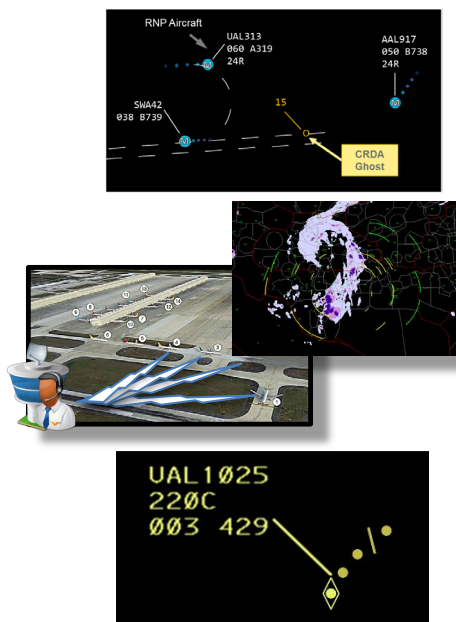 RNP Aircraft
UAL313
060 A319
24R
AAL917
050 B738
24R
SWA42
038 B739
15
CRDA
Ghost
UAL1025
220C
003 429